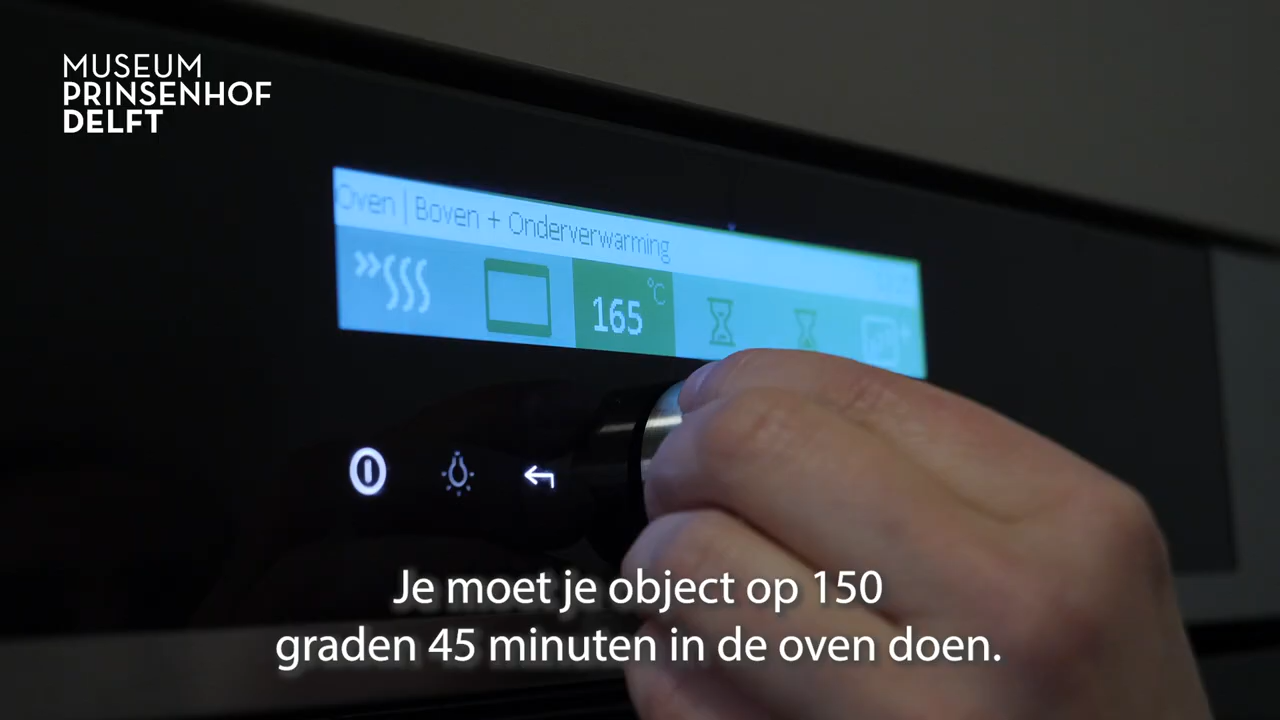 MUSEUM
PRINSENHOF
DELFT
Oven | Boven + Onderverwarming
165 °C
Je moet je object op 150
graden 45 minuten in de oven doen.